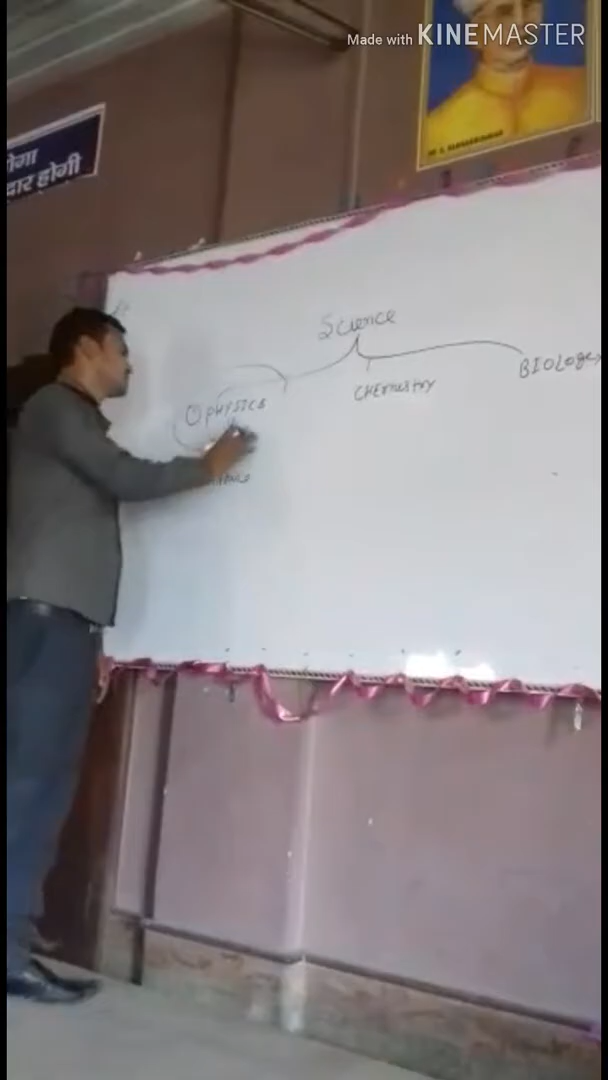 Made with KINEMASTER
होगा
दार होगी
Science
BIOLOGY
CHEMISTRY
① PHYSICS